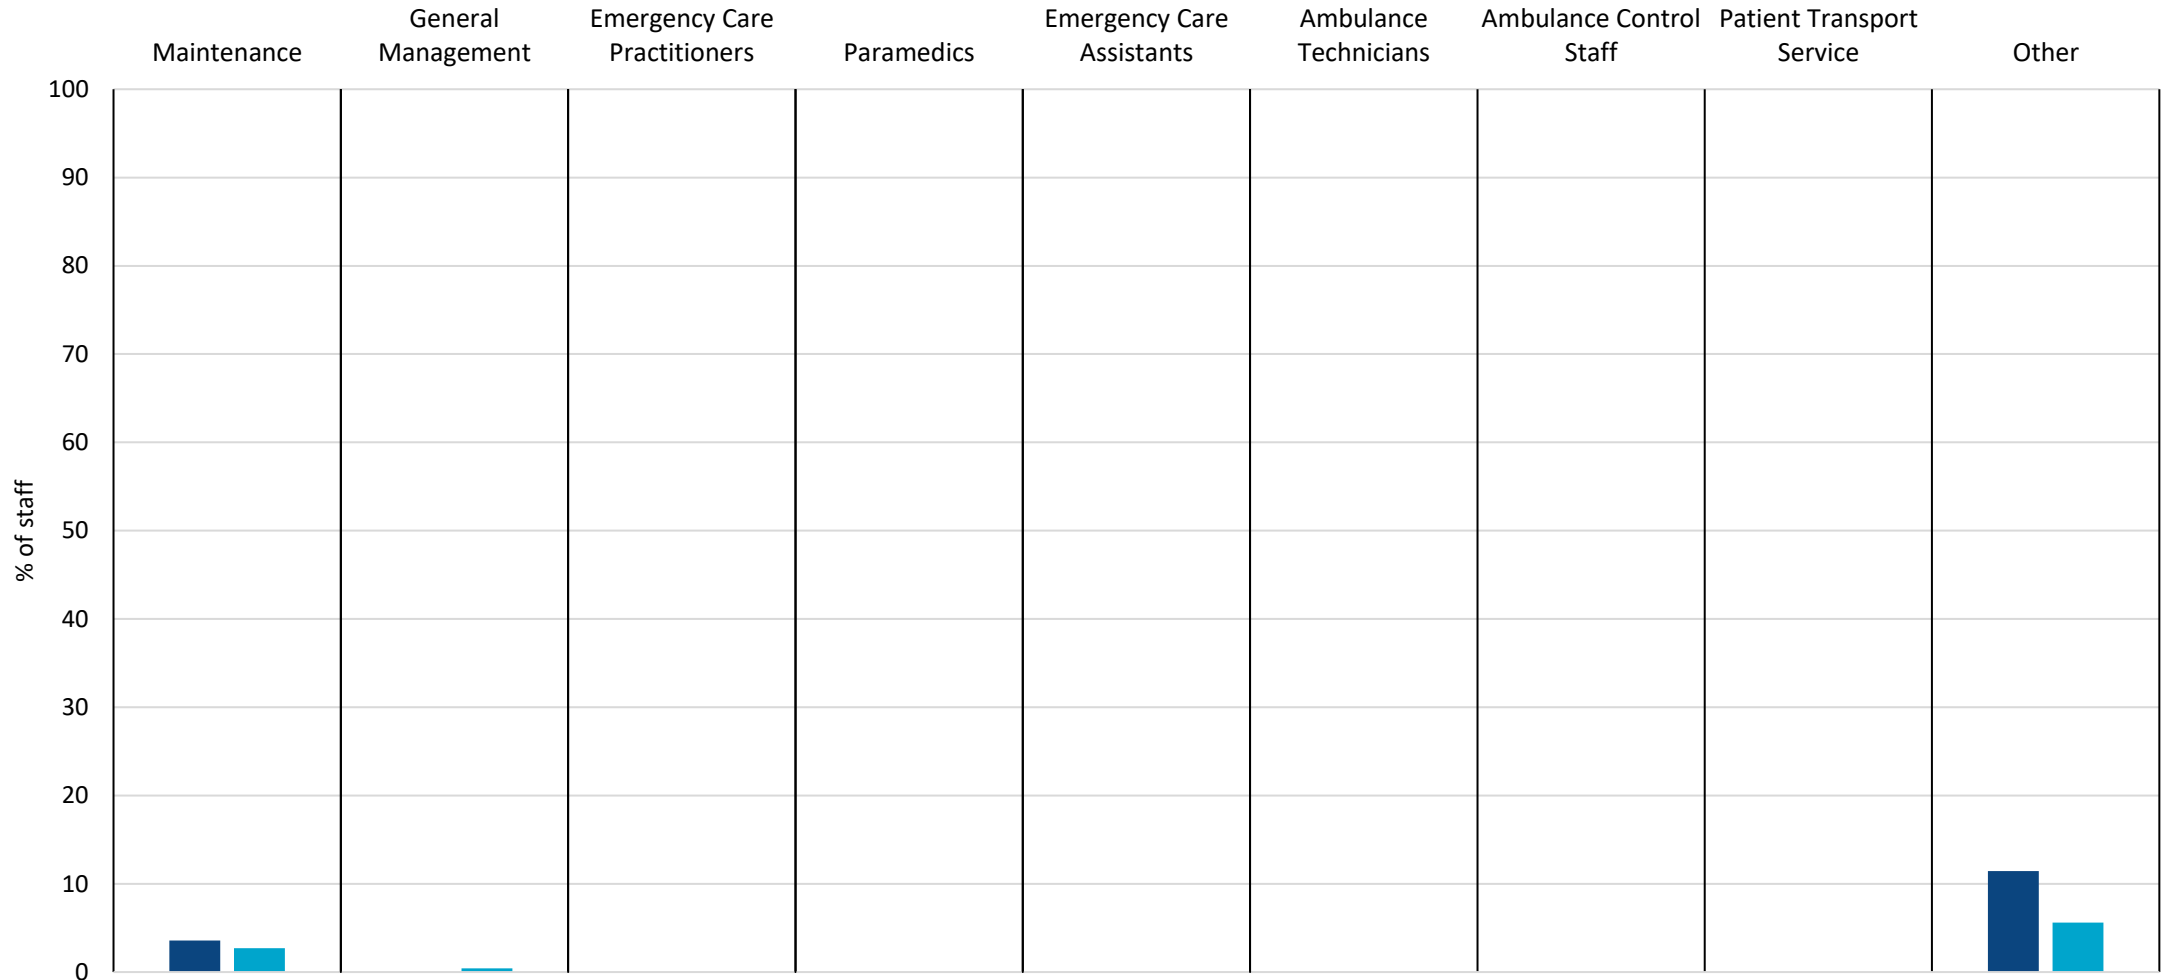 Maintenance
General
Management
Emergency Care
Practitioners
Paramedics
Emergency Care
Assistants
Ambulance
Technicians
Ambulance Control
Staff
Patient Transport
Service
Other
100
90
80
70
60
50
40
30
20
10
0
% of staff